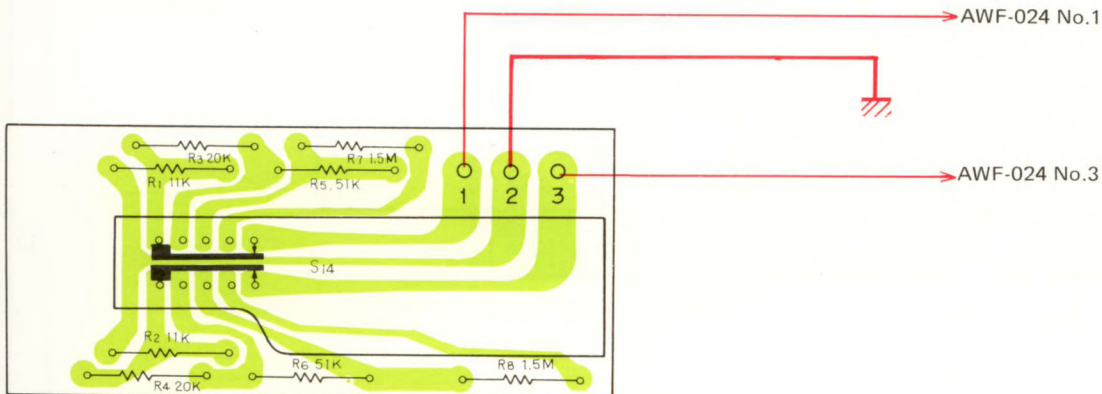 AWF-024 No.1
R3 20K
R7 1.5M
R1 11K
R5. 51K
AWF-024 No.3
1 2 3
S14
R2 11K
R6 51K
R8 1.5M
R4 20K